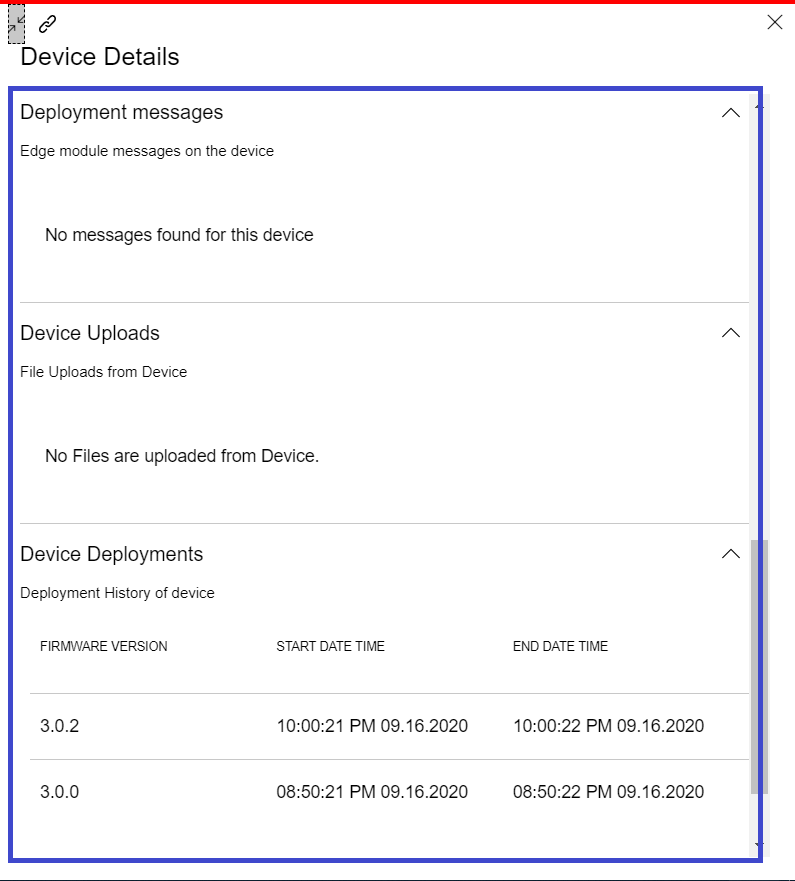 Device Details
Deployment messages
Edge module messages on the device
No messages found for this device
Device Uploads
File Uploads from Device
No Files are uploaded from Device.
Device Deployments
Deployment History of device
FIRMWARE VERSION START DATE TIME END DATE TIME
3.0.2 10:00:21 PM 09.16.2020 10:00:22 PM 09.16.2020
3.0.0 08:50:21 PM 09.16.2020 08:50:22 PM 09.16.2020